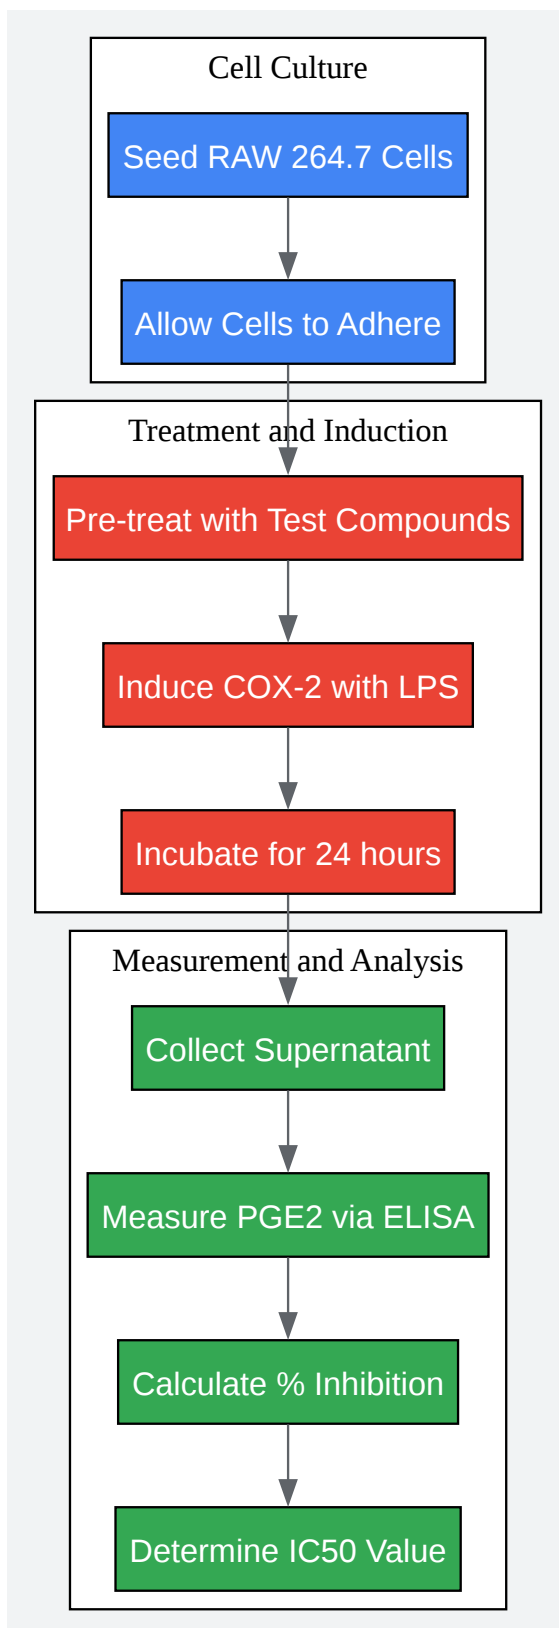 Cell Culture
Seed RAW 264.7 Cells
Allow Cells to Adhere
Treatment and Induction
Pre-treat with Test Compounds
Induce COX-2 with LPS
Incubate for 24 hours
Measurement and Analysis
Collect Supernatant
Measure PGE2 via ELISA
Calculate % Inhibition
Determine IC50 Value